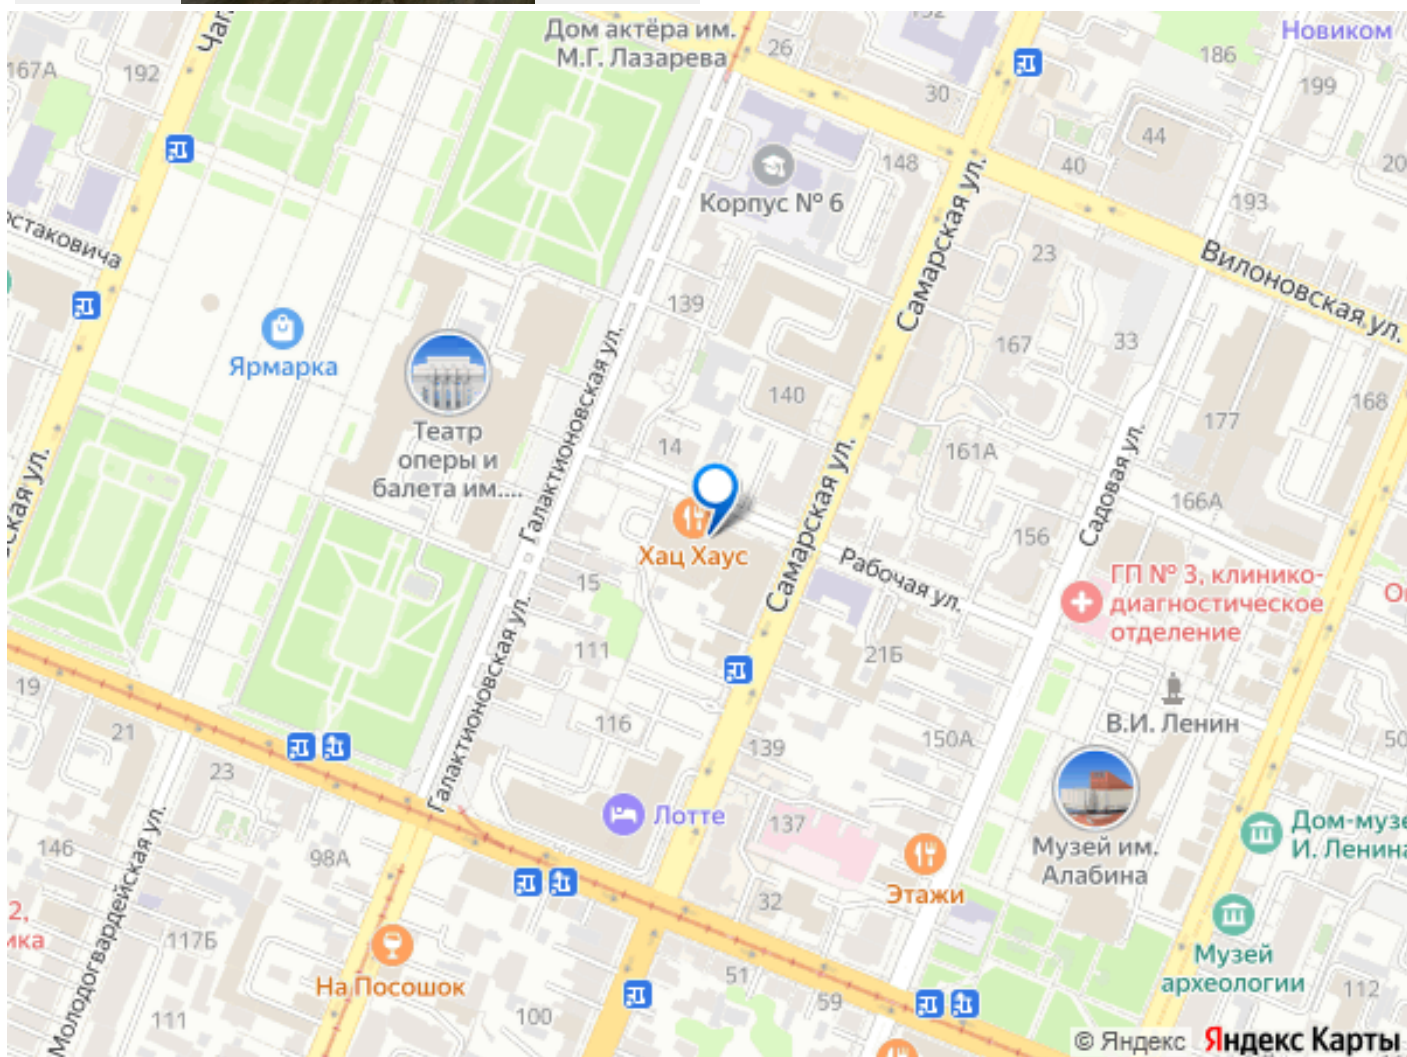 Дом актёра им.
М.Г. Лазарева
26
Новиком
186
167А
192
199
30
44
148
40
Корпус № 6
193
Самарская ул.
23
Вилоновская ул.
139
Ярмарка
167
33
Галактионовская ул.
140
168
Театр
оперы и
балета им....
14
177
161А
Самарская ул.
Садовая ул.
166А
Хац Хаус
156
Рабочая ул.
15
ГП № 3, клинико-
диагностическое
отделение
111
21Б
Галактионовская ул.
19
21
116
В.И. Ленин
139
150А
23
Лотте
137
Музей им.
Алабина
146
98А
Этажи
Молодогвардейская ул.
32
117Б
На Посошок
51
Музей
археологии
59
112
111
100
© Яндекс Яндекс Карты